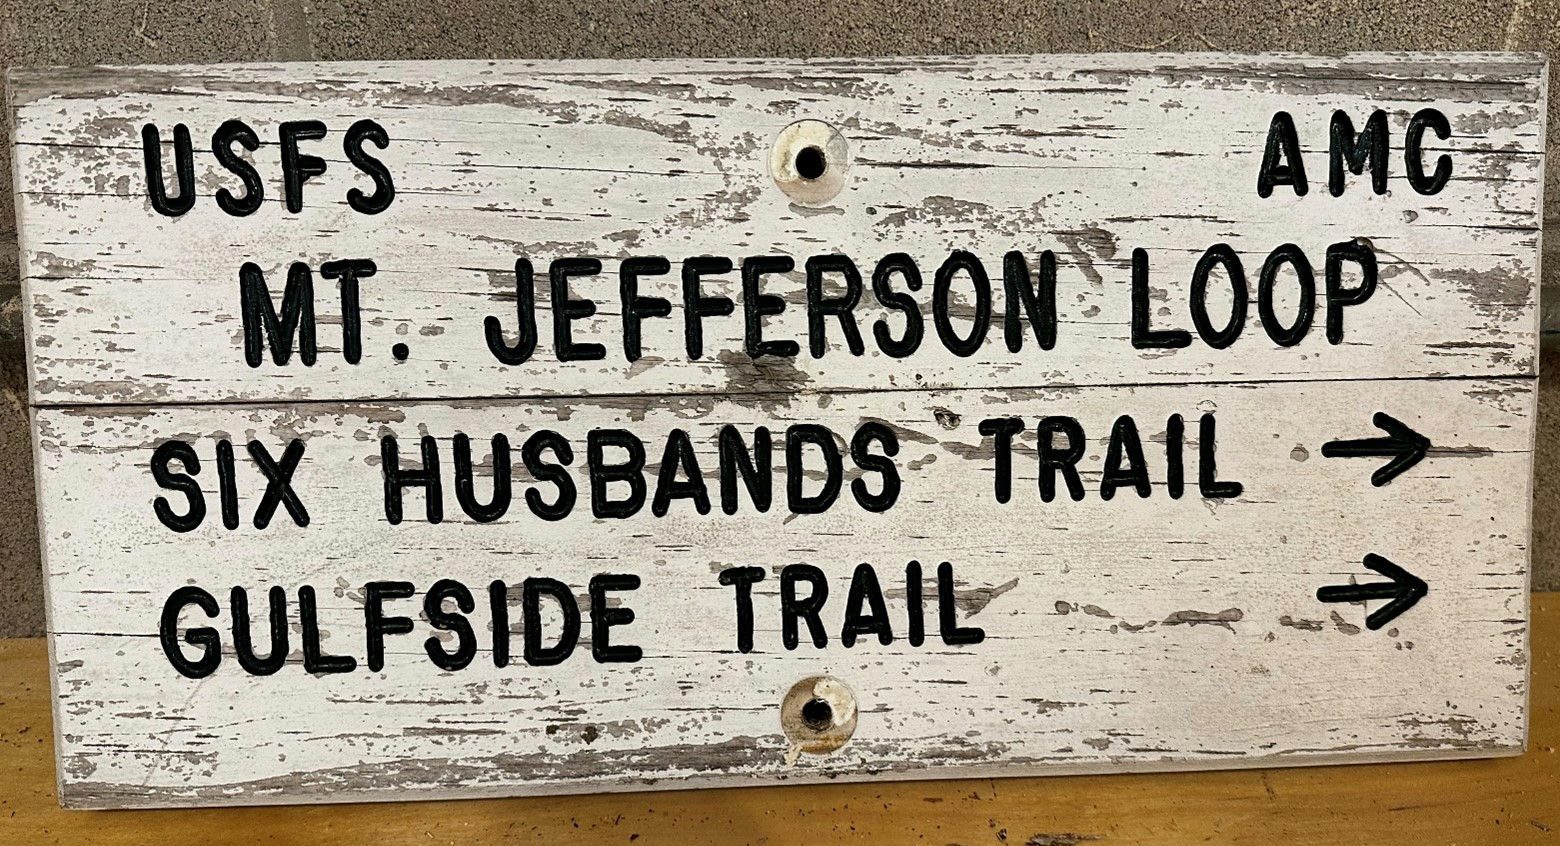 USFS AMC
MT. JEFFERSON LOOP
SIX HUSBANDS TRAIL →
GULFSIDE TRAIL →